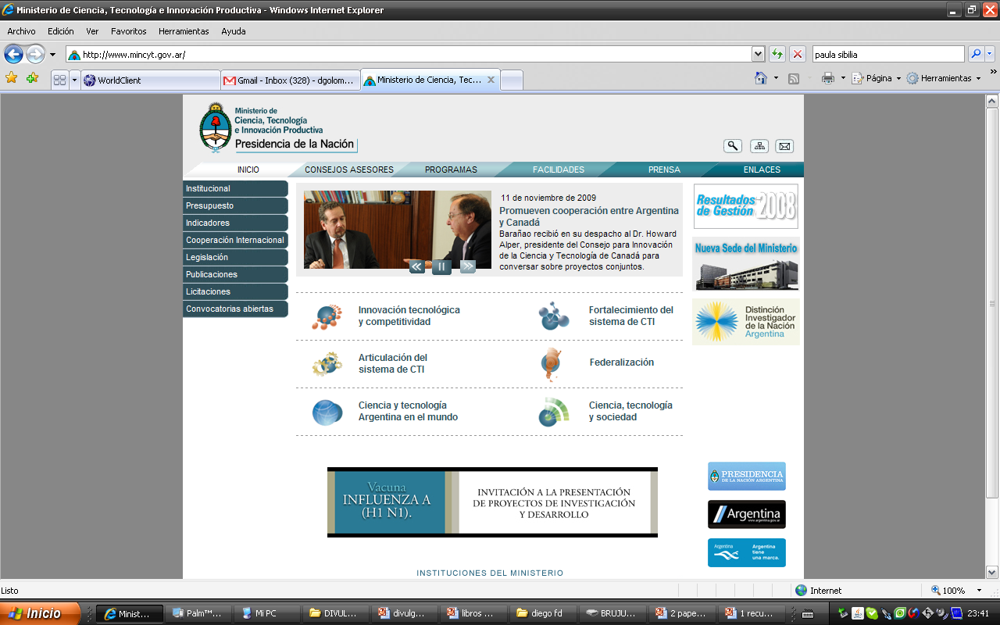 Ministerio de Ciencia, Tecnología e Innovación Productiva - Windows Internet Explorer
Archivo Edición Ver Favoritos Herramientas Ayuda
http://www.mincyt.gov.ar/ paula sibilia
WorldClient Gmail - Inbox (328) - dgolom... Ministerio de Ciencia, Tec... Página Herramientas
Ministerio de
Ciencia, Tecnología
e Innovación Productiva
Presidencia de la Nación
INICIO CONSEJOS ASESORES PROGRAMAS FACILIDADES PRENSA ENLACES
Institucional
Presupuesto
Indicadores
Cooperación Internacional
Legislación
Publicaciones
Licitaciones
Convocatorias abiertas
11 de noviembre de 2009
Promueven cooperación entre Argentina
y Canadá
Barañao recibió en su despacho al Dr. Howard
Alper, presidente del Consejo para Innovación
de la Ciencia y Tecnología de Canadá para
conversar sobre proyectos conjuntos.
Resultados
de Gestión 2008
Nueva Sede del Ministerio
Distinción
Investigador
de la Nación
Argentina
Innovación tecnológica
y competitividad
Fortalecimiento del
sistema de CTI
Articulación del
sistema de CTI
Federalización
Ciencia y tecnología
Argentina en el mundo
Ciencia, tecnología
y sociedad
Vacuna
INFLUENZA A
(H1 N1).
INVITACIÓN A LA PRESENTACIÓN
DE PROYECTOS DE INVESTIGACIÓN
Y DESARROLLO
PRESIDENCIA
DE LA NACIÓN ARGENTINA
Argentina
www.argentina.gov.ar
Argentina
Argentina
tiene
una marca.
INSTITUCIONES DEL MINISTERIO
Listo Internet 100%
Inicio Minist... Palm™... Mi PC DIVUL... divulg... libros ... diego fd BRUJU... 2 pape... 1 recu... 23:41